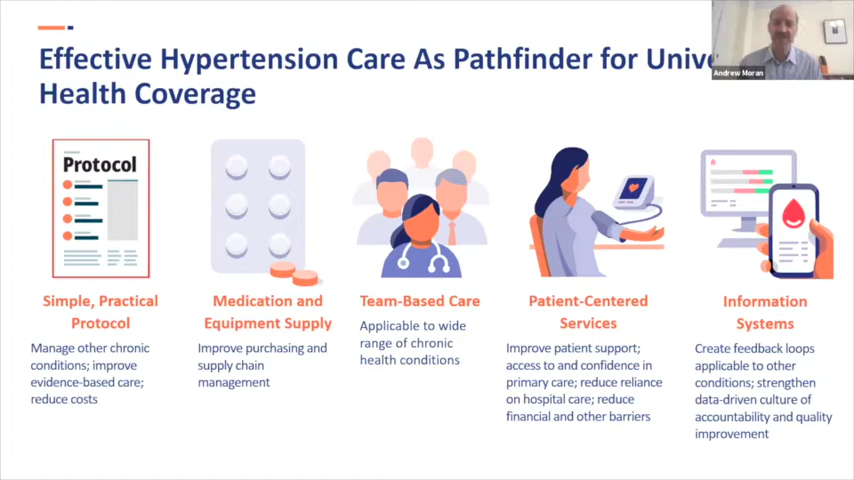 Effective Hypertension Care As Pathfinder for
Health Coverage
Andrew Moran
Protocol
Simple, Practical
Protocol
Manage other chronic
conditions; improve
evidence-based care;
reduce costs
Medication and
Equipment Supply
Improve purchasing and
supply chain
management
Team-Based Care
Applicable to wide
range of chronic
health conditions
Patient-Centered
Services
Improve patient support;
access to and confidence in
primary care; reduce reliance
on hospital care; reduce
financial and other barriers
Information
Systems
Create feedback loops
applicable to other
conditions; strengthen
data-driven culture of
accountability and quality
improvement